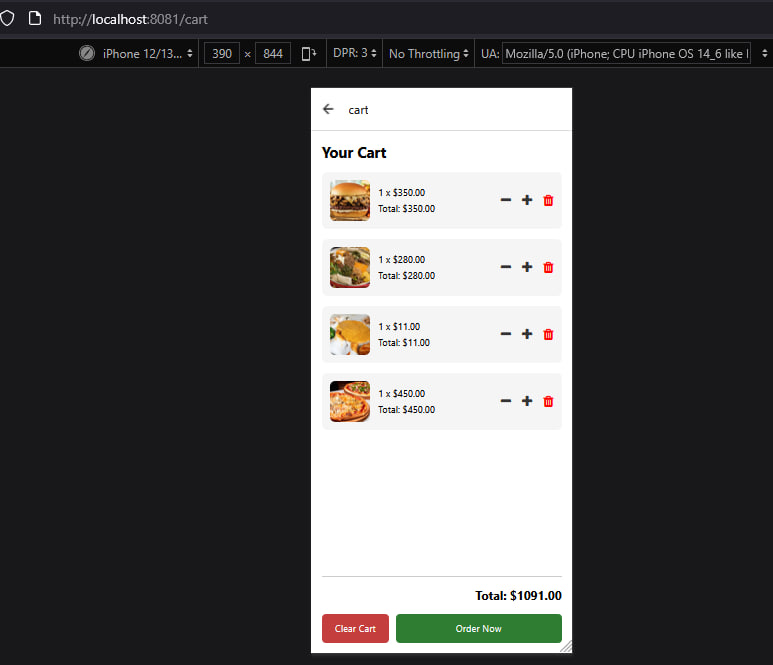 http://localhost:8081/cart
iPhone 12/13... 390 × 844 DPR: 3 No Throttling UA: Mozilla/5.0 (iPhone; CPU iPhone OS 14_6 like
cart
Your Cart
1 x $350.00
Total: $350.00
1 x $280.00
Total: $280.00
1 x $11.00
Total: $11.00
1 x $450.00
Total: $450.00
Total: $1091.00
Clear Cart Order Now